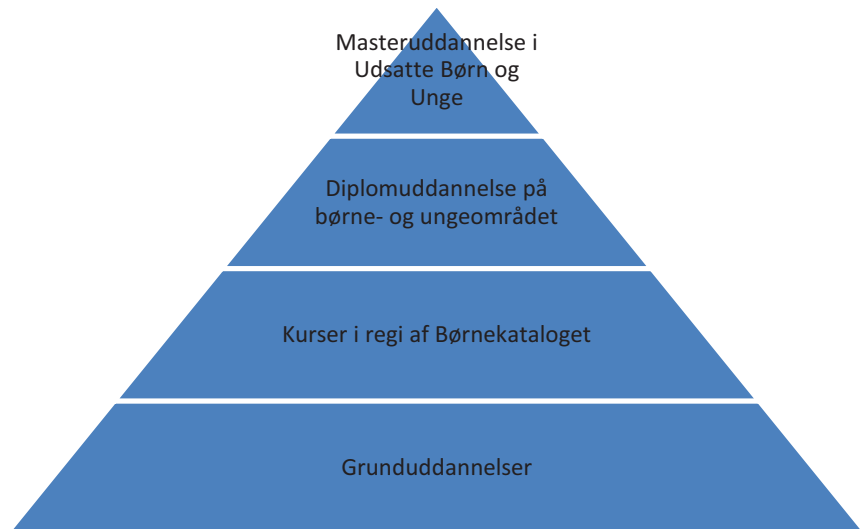 Masteruddannelse i
Udsatte Børn og
Unge
Diplomuddannelse på
børne- og ungeområdet
Kurser i regi af Børnekataloget
Grunduddannelser